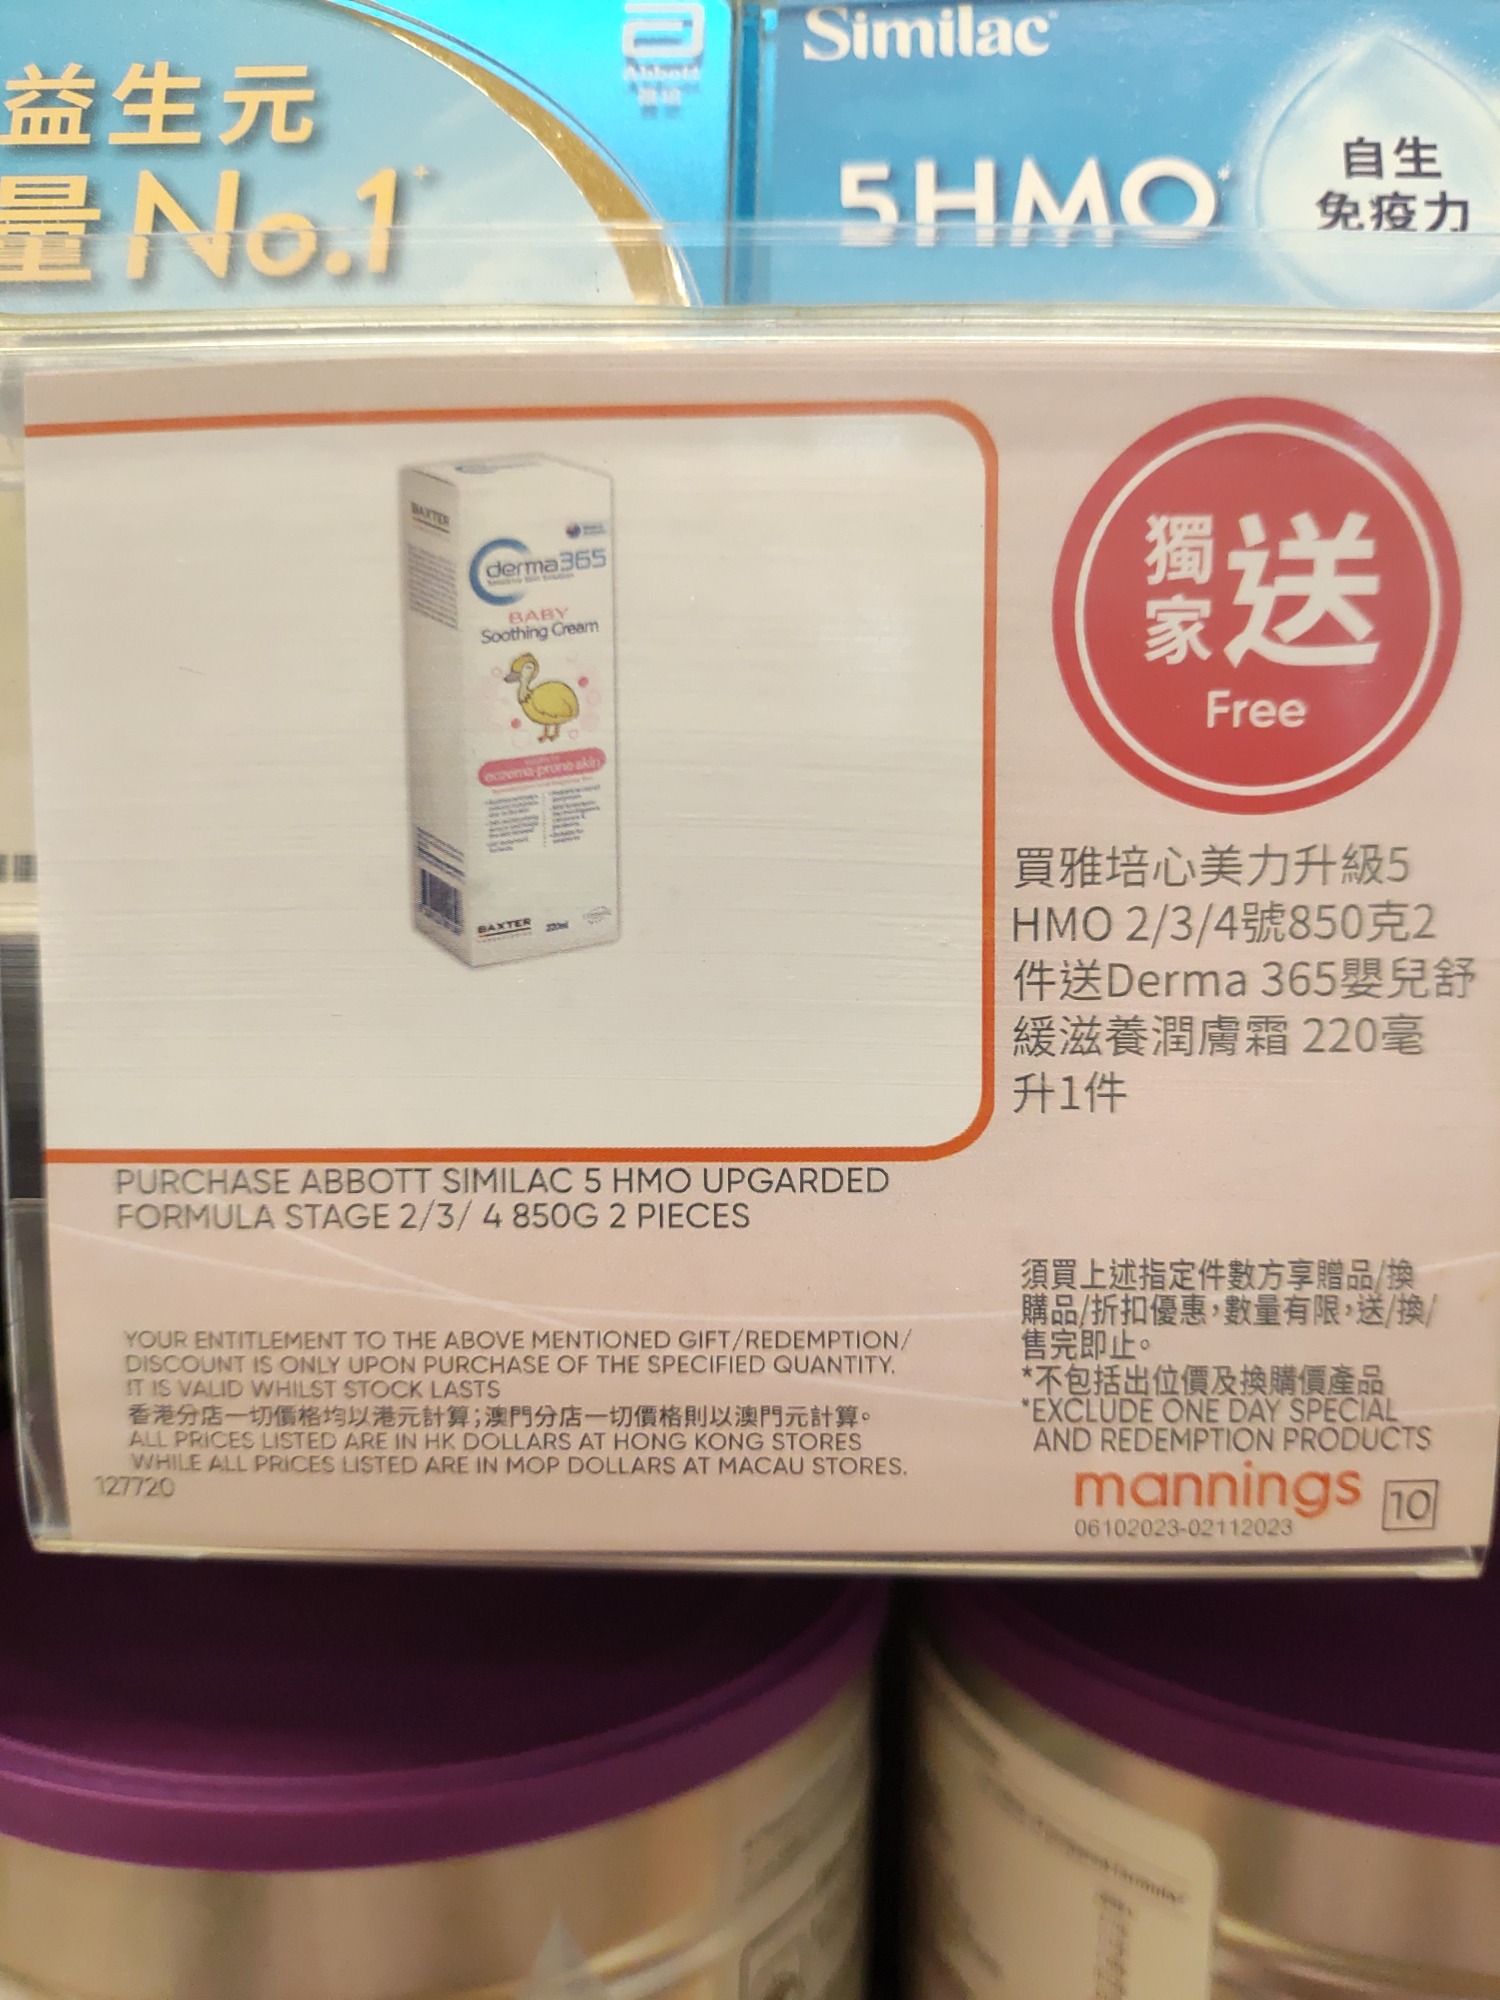 益生元
量No.1
Abbott
Similac
5HMO*
自生
免疫力
BAXTER
derma365
BABY
Soothing Cream
eczema-prone skin
BAXTER
220ml
獨家送
Free
買雅培心美力升級5
HMO 2/3/4號850克2
件送Derma 365嬰兒舒
緩滋養潤膚霜 220毫
升1件
PURCHASE ABBOTT SIMILAC 5 HMO UPGARDED
FORMULA STAGE 2/3/ 4 850G 2 PIECES
須買上述指定件數方享贈品/換
購品/折扣優惠,數量有限,送/換/
售完即止。
*不包括出位價及換購價產品
*EXCLUDE ONE DAY SPECIAL
AND REDEMPTION PRODUCTS
YOUR ENTITLEMENT TO THE ABOVE MENTIONED GIFT/REDEMPTION/
DISCOUNT IS ONLY UPON PURCHASE OF THE SPECIFIED QUANTITY.
IT IS VALID WHILST STOCK LASTS
香港分店一切價格均以港元計算;澳門分店一切價格則以澳門元計算。
ALL PRICES LISTED ARE IN HK DOLLARS AT HONG KONG STORES
WHILE ALL PRICES LISTED ARE IN MOP DOLLARS AT MACAU STORES.
127720
mannings
10
06102023-02112023